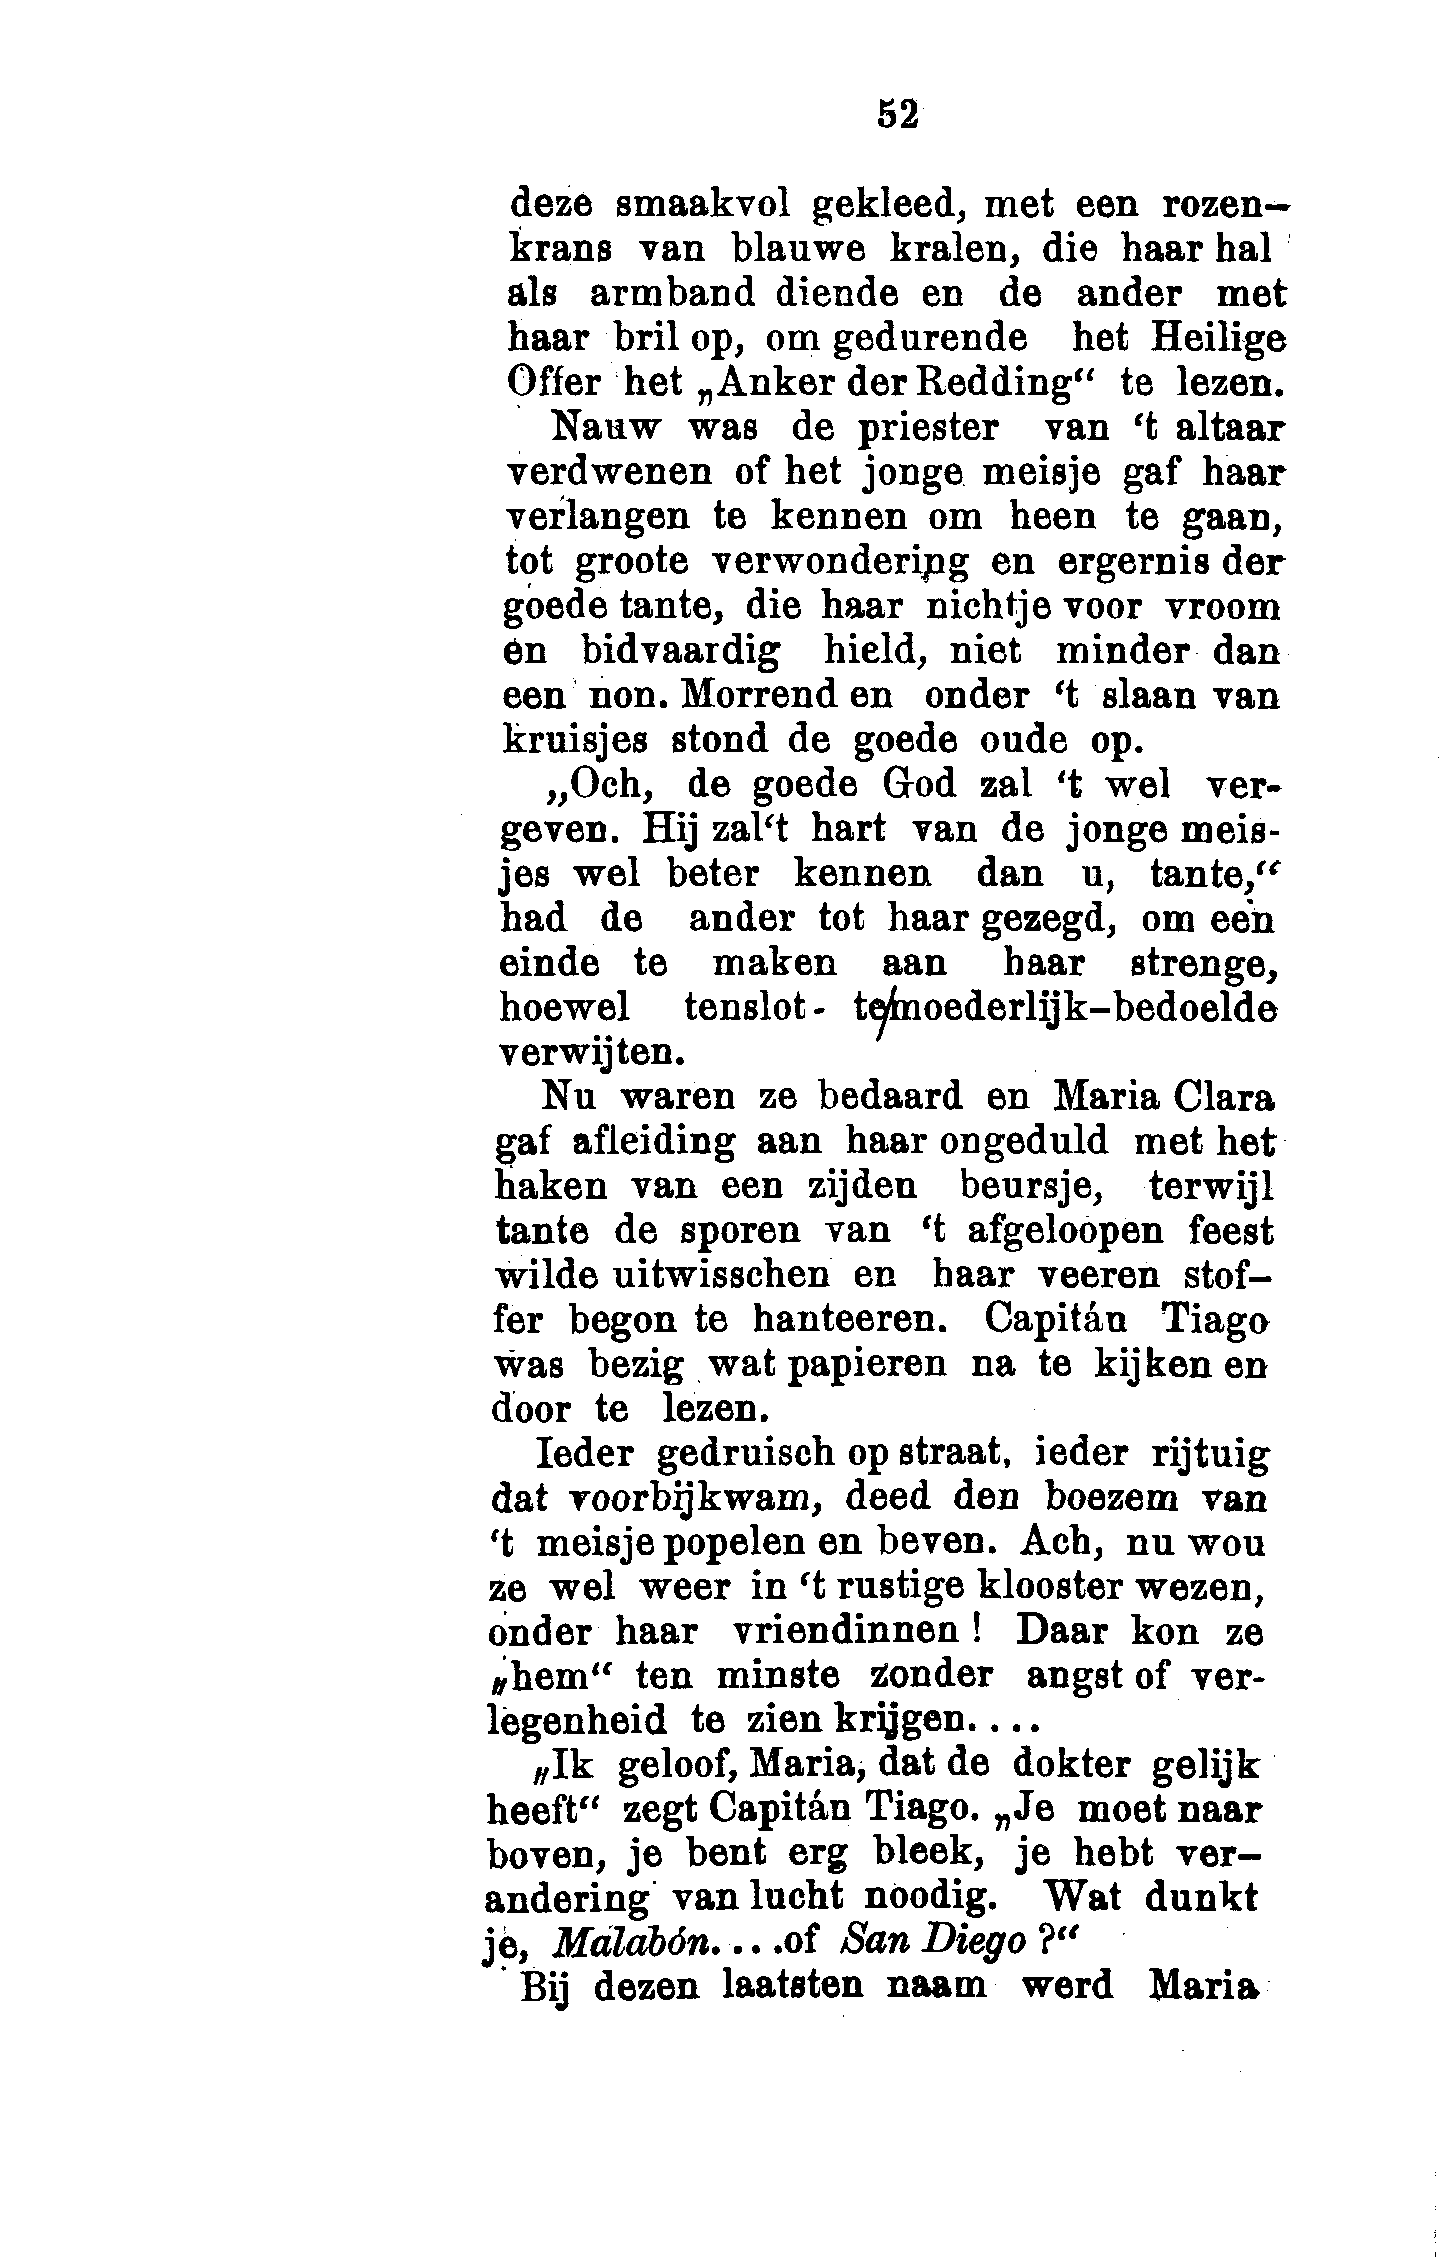 52
deze smaakvol gekleed, met een rozen-
krans van blauwe kralen, die haar hal
als armband diende en de ander met
haar bril op, om gedurende het Heilige
Offer het „Anker der Redding“ te lezen.
Nauw was de priester van ‘t altaar
verdwenen of het jonge meisje gaf haar
verlangen te kennen om heen te gaan,
tot groote verwondering en ergernis der
goede tante, die haar nichtje voor vroom
en bidvaardig hield, niet minder dan
een non. Morrend en onder ‘t slaan van
kruisjes stond de goede oude op.
„Och, de goede God zal ‘t wel ver-
geven. Hij zal‘t hart van de jonge meis-
jes wel beter kennen dan u, tante,“
had de ander tot haar gezegd, om een
einde te maken aan haar strenge,
hoewel tenslot- te/moederlijk-bedoelde
verwijten.
Nu waren ze bedaard en Maria Clara
gaf afleiding aan haar ongeduld met het
haken van een zijden beursje, terwijl
tante de sporen van ‘t afgeloopen feest
wilde uitwisschen en haar veeren stof-
fer begon te hanteeren. Capitán Tiago
was bezig wat papieren na te kijken en
door te lezen.
Ieder gedruisch op straat, ieder rijtuig
dat voorbijkwam, deed den boezem van
‘t meisje popelen en beven. Ach, nu wou
ze wel weer in ‘t rustige klooster wezen,
onder haar vriendinnen! Daar kon ze
„hem“ ten minste zonder angst of ver-
legenheid te zien krijgen....
„Ik geloof, Maria, dat de dokter gelijk
heeft“ zegt Capitán Tiago. „Je moet naar
boven, je bent erg bleek, je hebt ver-
andering van lucht noodig. Wat dunkt
je, Malabón....of San Diego?“
Bij dezen laatsten naam werd Maria